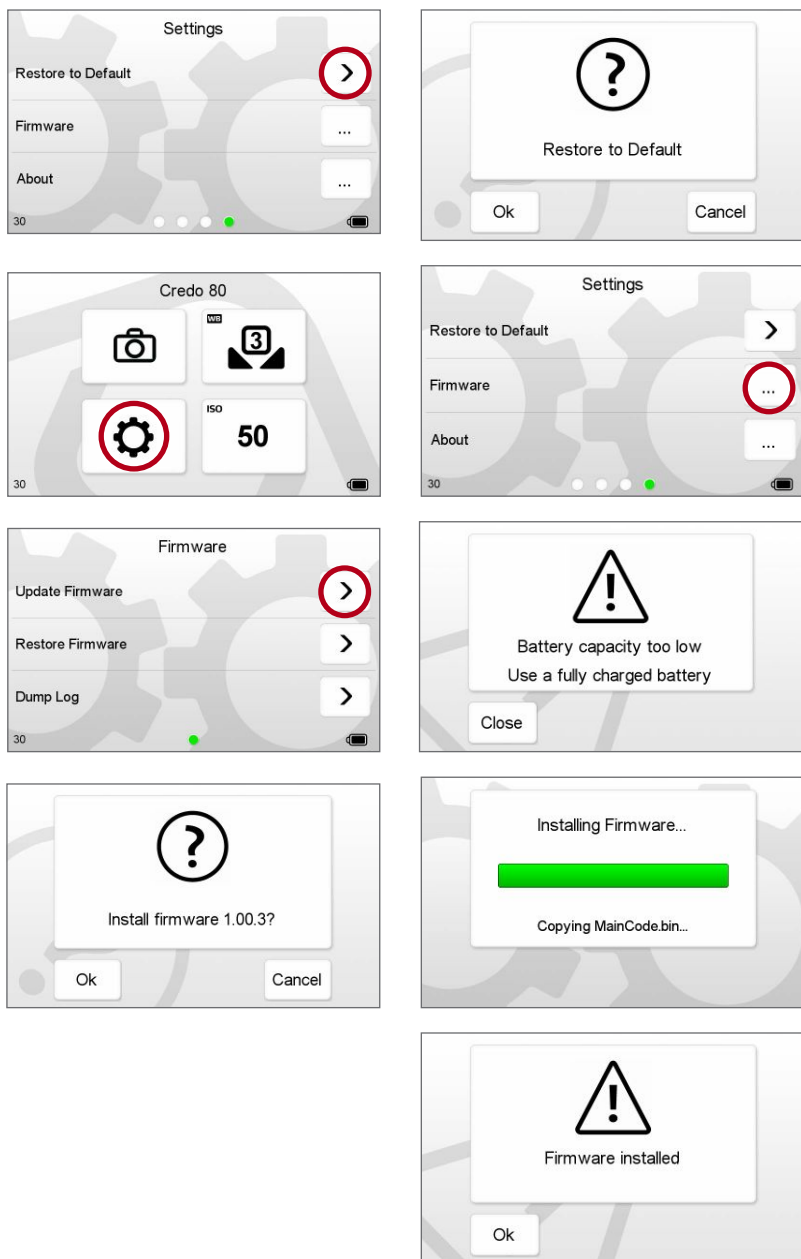 Settings
Restore to Default
>
Firmware
...
About
...
30
?
Restore to Default
Ok
Cancel
Credo 80
WB
3
ISO
50
30
Settings
Restore to Default
>
Firmware
...
About
...
30
Firmware
Update Firmware
>
Restore Firmware
>
Dump Log
>
30
!
Battery capacity too low
Use a fully charged battery
Close
?
Install firmware 1.00.3?
Ok
Cancel
Installing Firmware...
Copying MainCode.bin...
!
Firmware installed
Ok